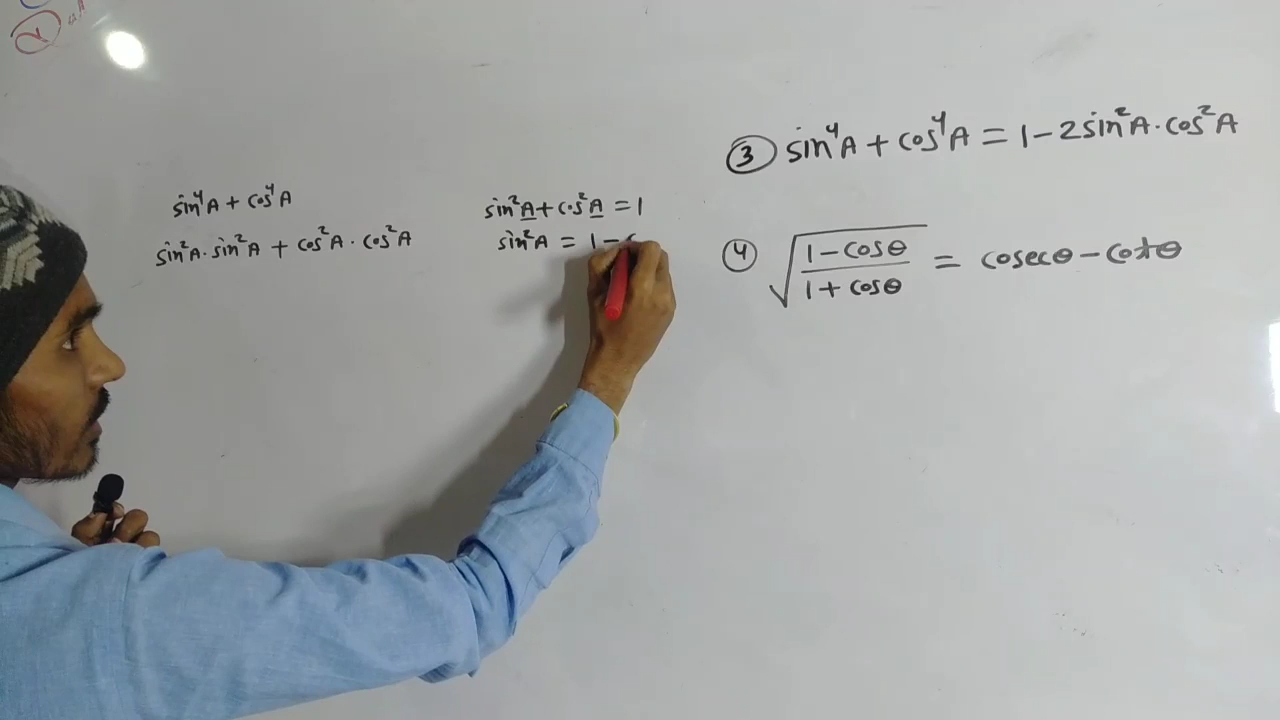 sin⁴A + cos⁴A
sin²A·sin²A + cos²A·cos²A
sin²A + cos²A = 1
sin²A = 1 -
③ sin⁴A + cos⁴A = 1 - 2sin²A·cos²A
④ √((1 - cosθ)/(1 + cosθ)) = cosecθ - cotθ